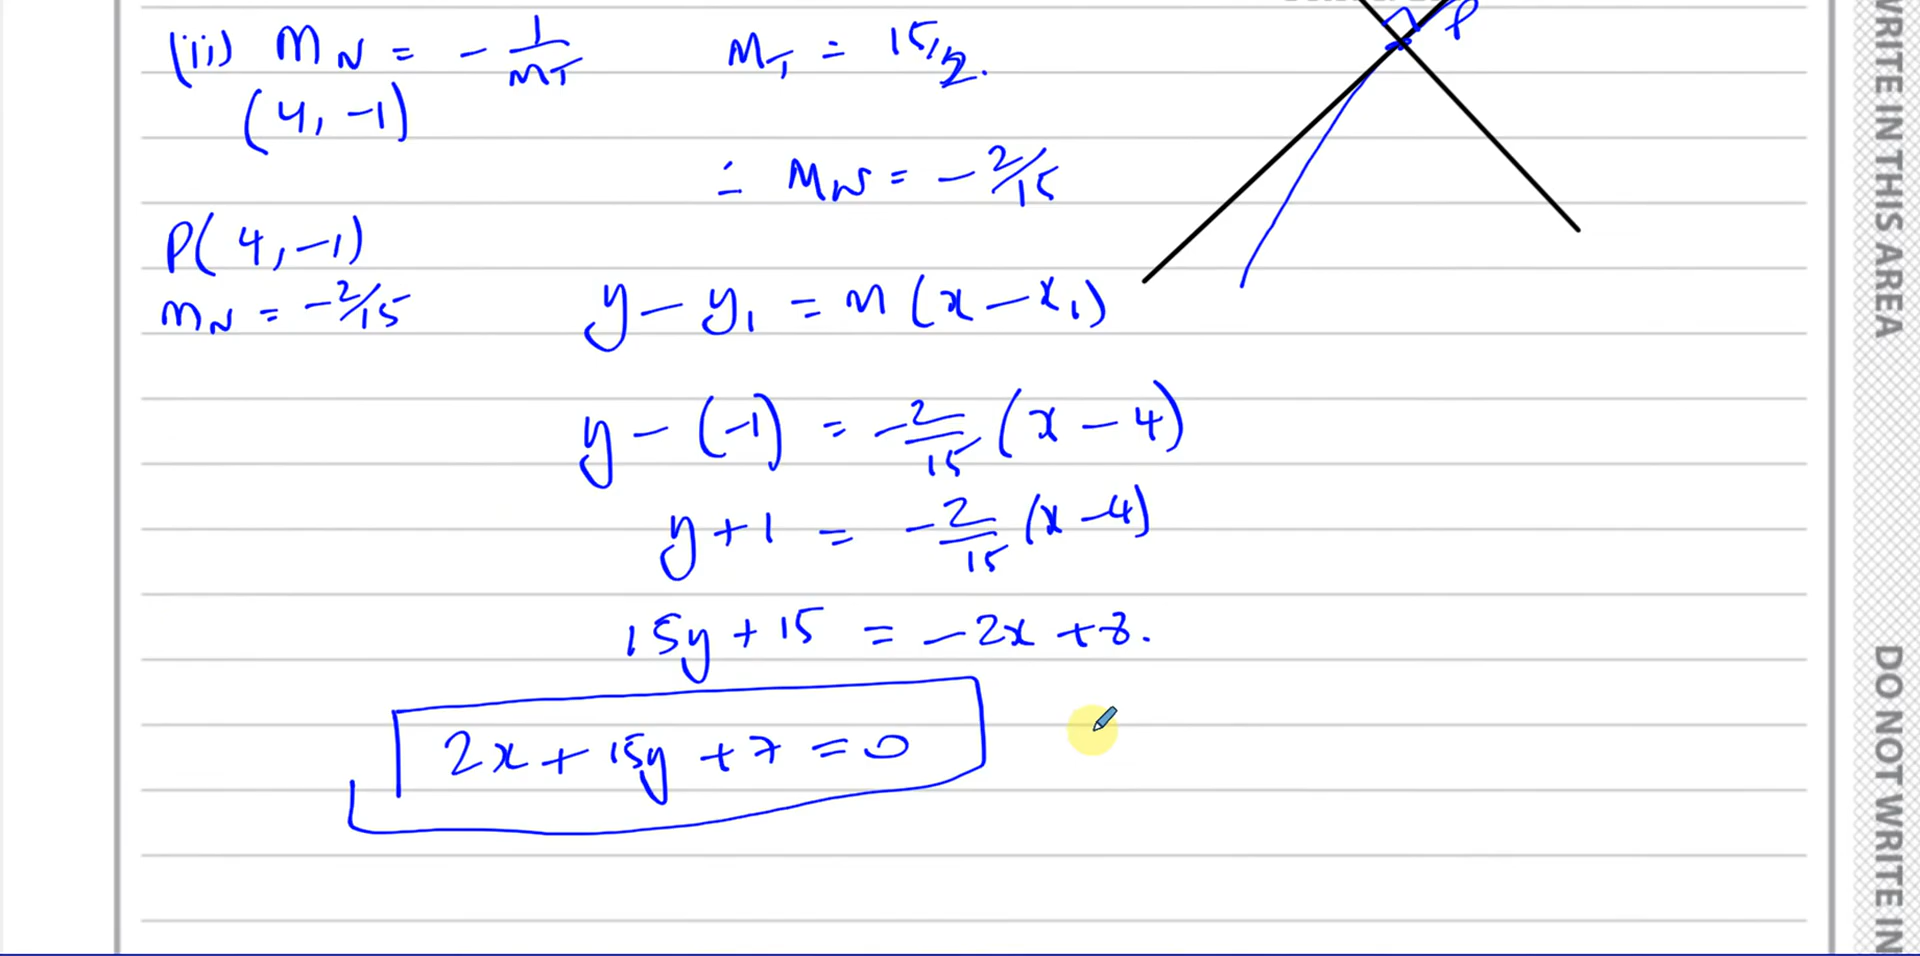 P
(ii) m_N = - 1/m_T    m_T = 15/2.
(4, -1)
∴ m_N = - 2/15
P(4, -1)
m_N = - 2/15
y - y₁ = m(x - x₁)
y - (-1) = - 2/15 (x - 4)
y + 1 = - 2/15 (x - 4)
15y + 15 = -2x + 8.
2x + 15y + 7 = 0
WRITE IN THIS AREA
DO NOT WRITE IN